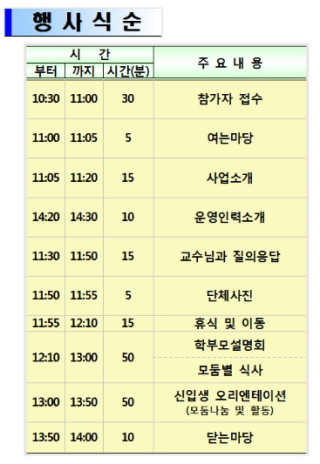 행 사 식 순
시 간 주 요 내 용
부터 까지 시간(분)
10:30 11:00 30 참가자 접수
11:00 11:05 5 여는마당
11:05 11:20 15 사업소개
14:20 14:30 10 운영인력소개
11:30 11:50 15 교수님과 질의응답
11:50 11:55 5 단체사진
11:55 12:10 15 휴식 및 이동
12:10 13:00 50 학부모설명회
모둠별 식사
13:00 13:50 50 신입생 오리엔테이션
(모둠나눔 및 활동)
13:50 14:00 10 닫는마당